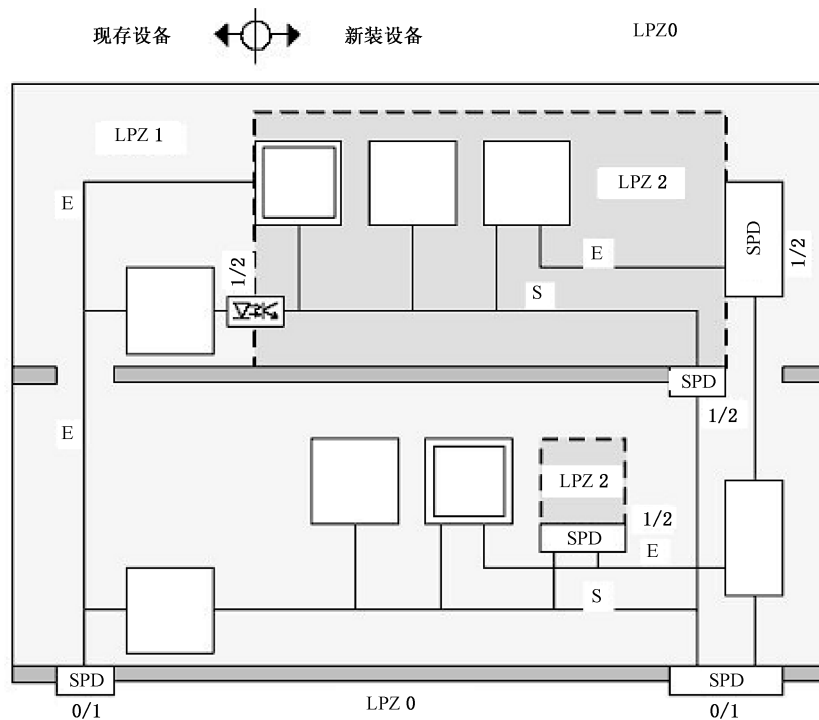 现存设备
新装设备
LPZ0
LPZ 1
LPZ 2
E
SPD
1/2
1/2
E
S
SPD
1/2
E
LPZ 2
1/2
SPD
E
S
SPD
SPD
0/1
LPZ 0
0/1